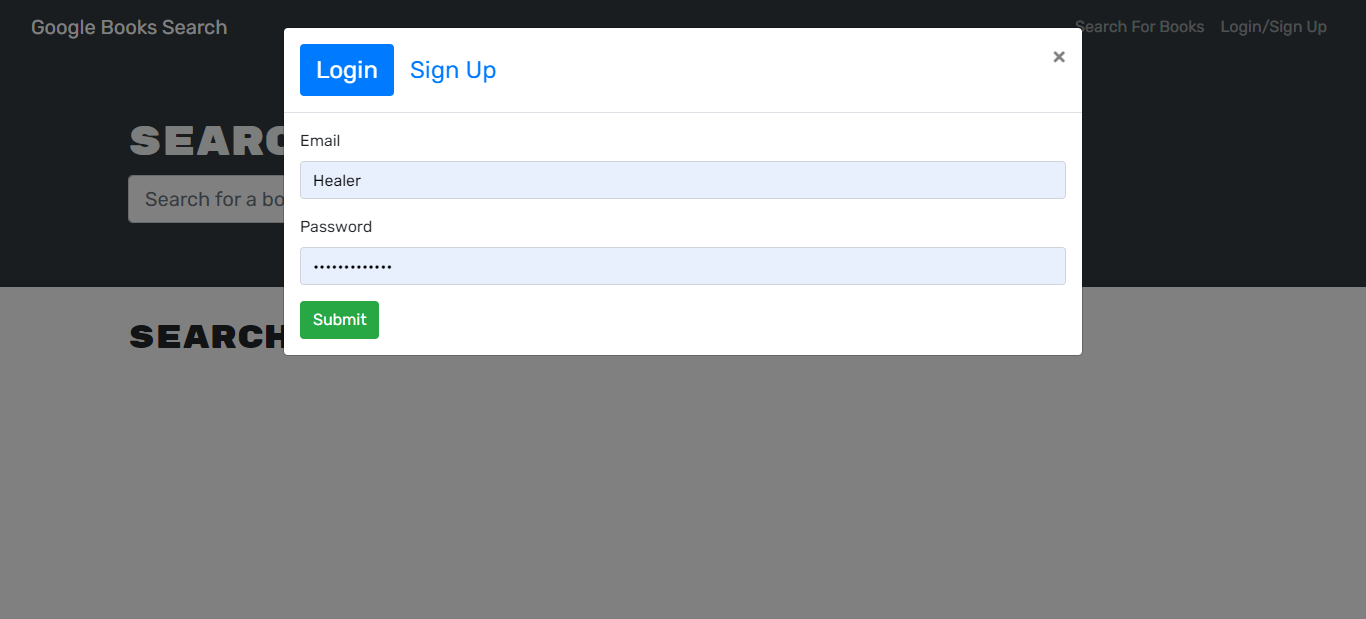 Google Books Search
Search For Books
Login/Sign Up
Login
Sign Up
×
SEARC
Search for a bo
Email
Healer
Password
•••••••••••••
Submit
SEARCH